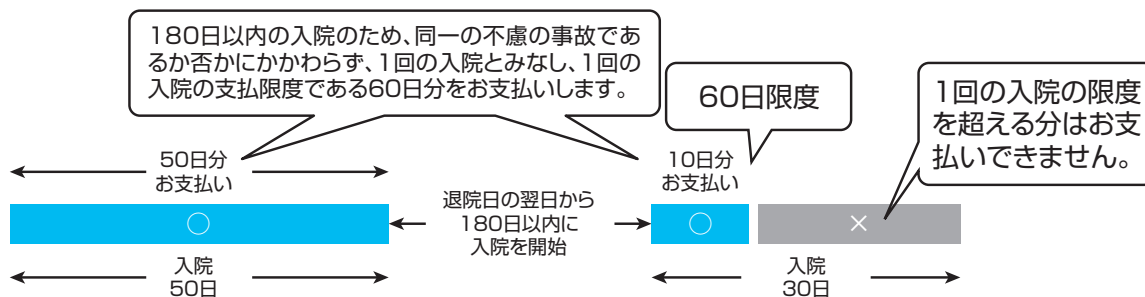 180日以内の入院のため、同一の不慮の事故であ
るか否かにかかわらず、1回の入院とみなし、1回の
入院の支払限度である60日分をお支払いします。
60日限度
1回の入院の限度
を超える分はお支
払いできません。
50日分
お支払い
10日分
お支払い
退院日の翌日から
180日以内に
入院を開始
○
○
×
入院
50日
入院
30日